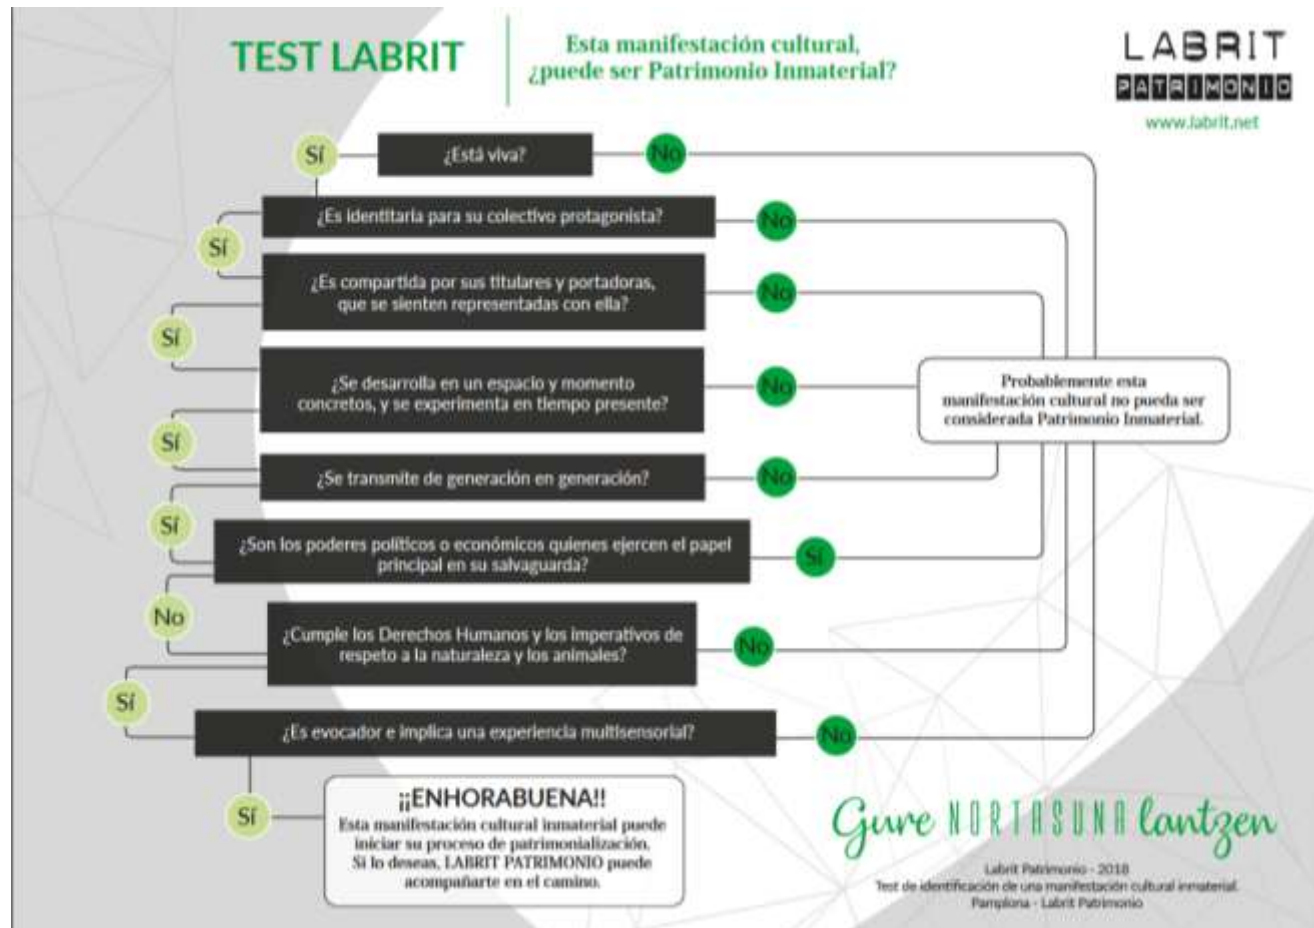 TEST LABRIT
Esta manifestación cultural,
¿puede ser Patrimonio Inmaterial?
LABRIT
PATRIMONIO
www.labrit.net
Sí
¿Está viva?
No
¿Es identitaria para su colectivo protagonista?
No
Sí
¿Es compartida por sus titulares y portadoras,
que se sienten representadas con ella?
No
Sí
¿Se desarrolla en un espacio y momento
concretos, y se experimenta en tiempo presente?
No
Probablemente esta
manifestación cultural no pueda ser
considerada Patrimonio Inmaterial.
Sí
¿Se transmite de generación en generación?
No
Sí
¿Son los poderes políticos o económicos quienes ejercen el papel
principal en su salvaguarda?
Sí
No
¿Cumple los Derechos Humanos y los imperativos de
respeto a la naturaleza y los animales?
No
Sí
¿Es evocador e implica una experiencia multisensorial?
No
Sí
¡¡ENHORABUENA!!
Esta manifestación cultural inmaterial puede
iniciar su proceso de patrimonialización.
Si lo deseas, LABRIT PATRIMONIO puede
acompañarte en el camino.
Gure NORTASUNA lantzen
Labrit Patrimonio - 2018
Test de identificación de una manifestación cultural inmaterial.
Pamplona - Labrit Patrimonio